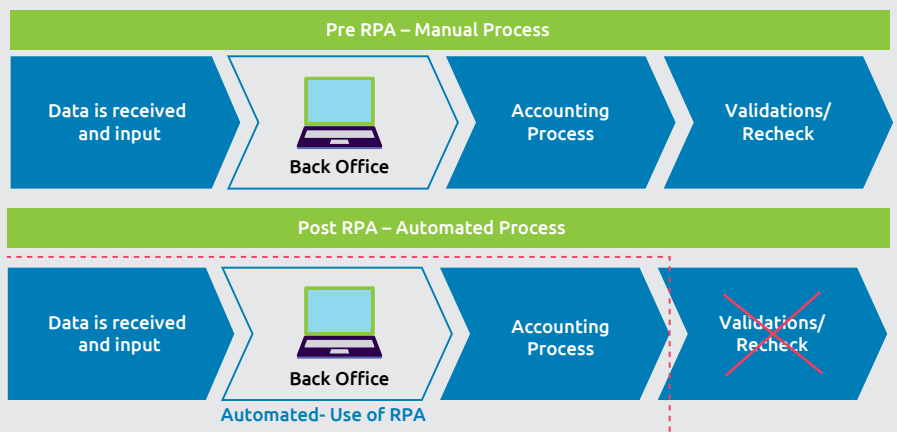 Pre RPA – Manual Process
Data is received
and input
Back Office
Accounting
Process
Validations/
Recheck
Post RPA – Automated Process
Data is received
and input
Back Office
Accounting
Process
Validations/
Recheck
Automated- Use of RPA